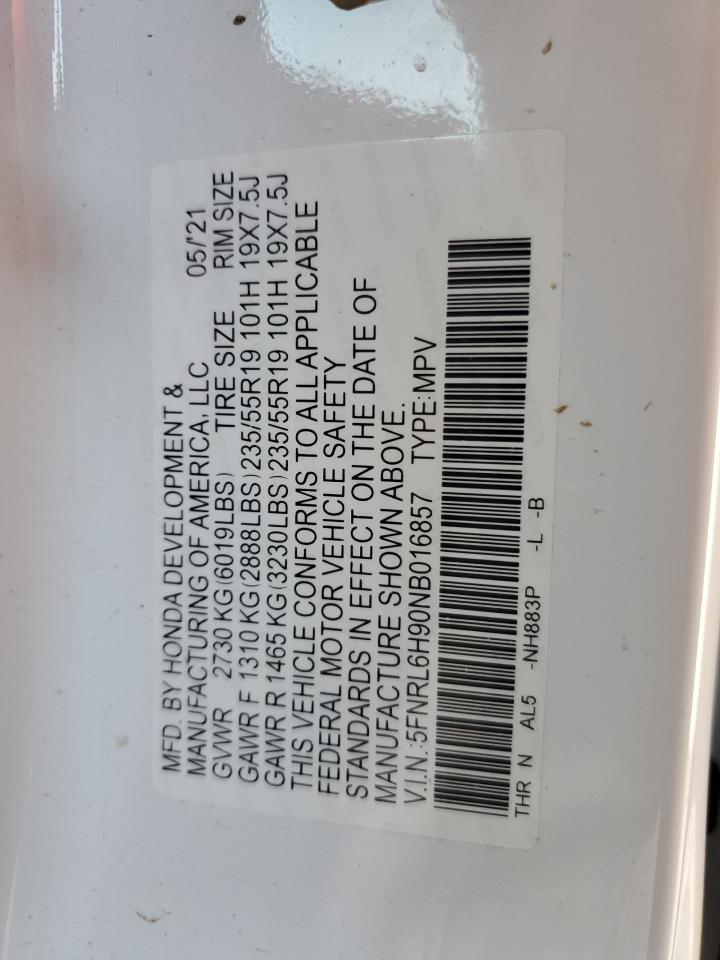 MFD. BY HONDA DEVELOPMENT &
MANUFACTURING OF AMERICA, LLC 05/'21
GVWR 2730 KG(6019LBS) TIRE SIZE RIM SIZE
GAWR F 1310 KG(2888LBS)235/55R19 101H 19X7.5J
GAWR R 1465 KG(3230LBS)235/55R19 101H 19X7.5J
THIS VEHICLE CONFORMS TO ALL APPLICABLE
FEDERAL MOTOR VEHICLE SAFETY
STANDARDS IN EFFECT ON THE DATE OF
MANUFACTURE SHOWN ABOVE.
V.I.N.:5FNRL6H90NB016857 TYPE:MPV
THR N AL5 -NH883P -L -B